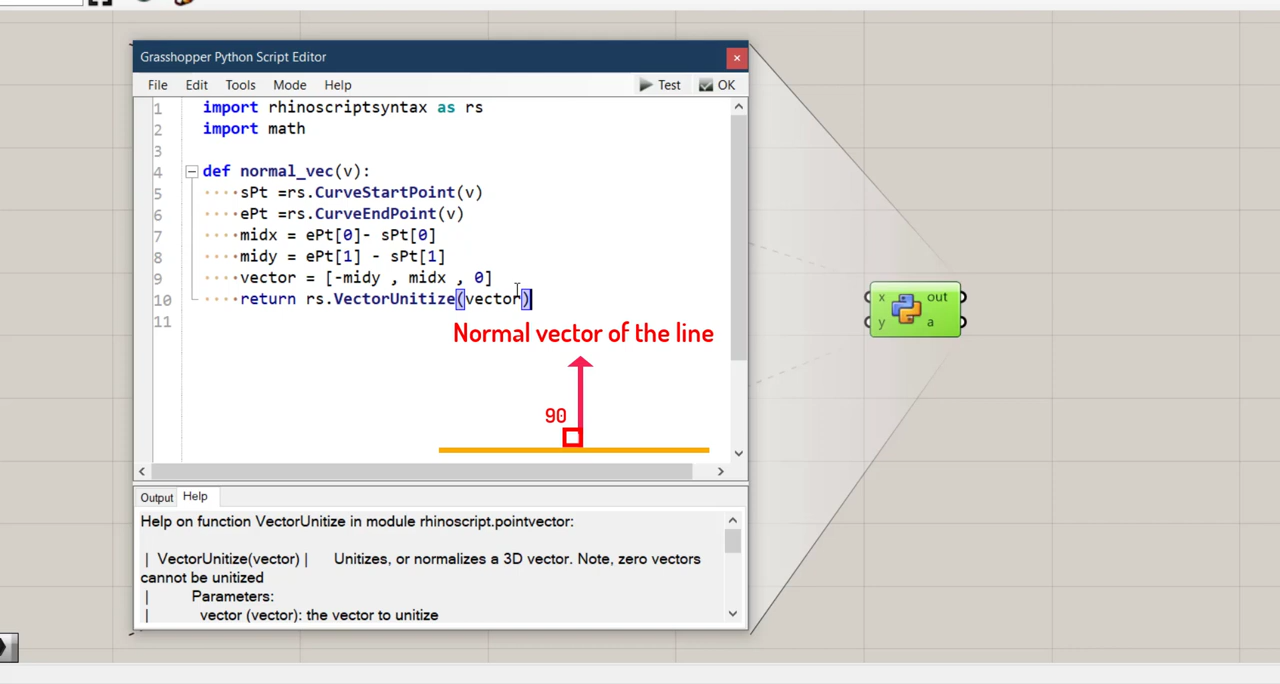 Grasshopper Python Script Editor
File Edit Tools Mode Help Test OK
1 import rhinoscriptsyntax as rs
2 import math
3
4 def normal_vec(v):
5 ····sPt =rs.CurveStartPoint(v)
6 ····ePt =rs.CurveEndPoint(v)
7 ····midx = ePt[0]- sPt[0]
8 ····midy = ePt[1] - sPt[1]
9 ····vector = [-midy , midx , 0]
10 ····return rs.VectorUnitize(vector)
11
Normal vector of the line
90
x out
y a
Output Help
Help on function VectorUnitize in module rhinoscript.pointvector:
| VectorUnitize(vector) | Unitizes, or normalizes a 3D vector. Note, zero vectors
cannot be unitized
| Parameters:
| vector (vector): the vector to unitize